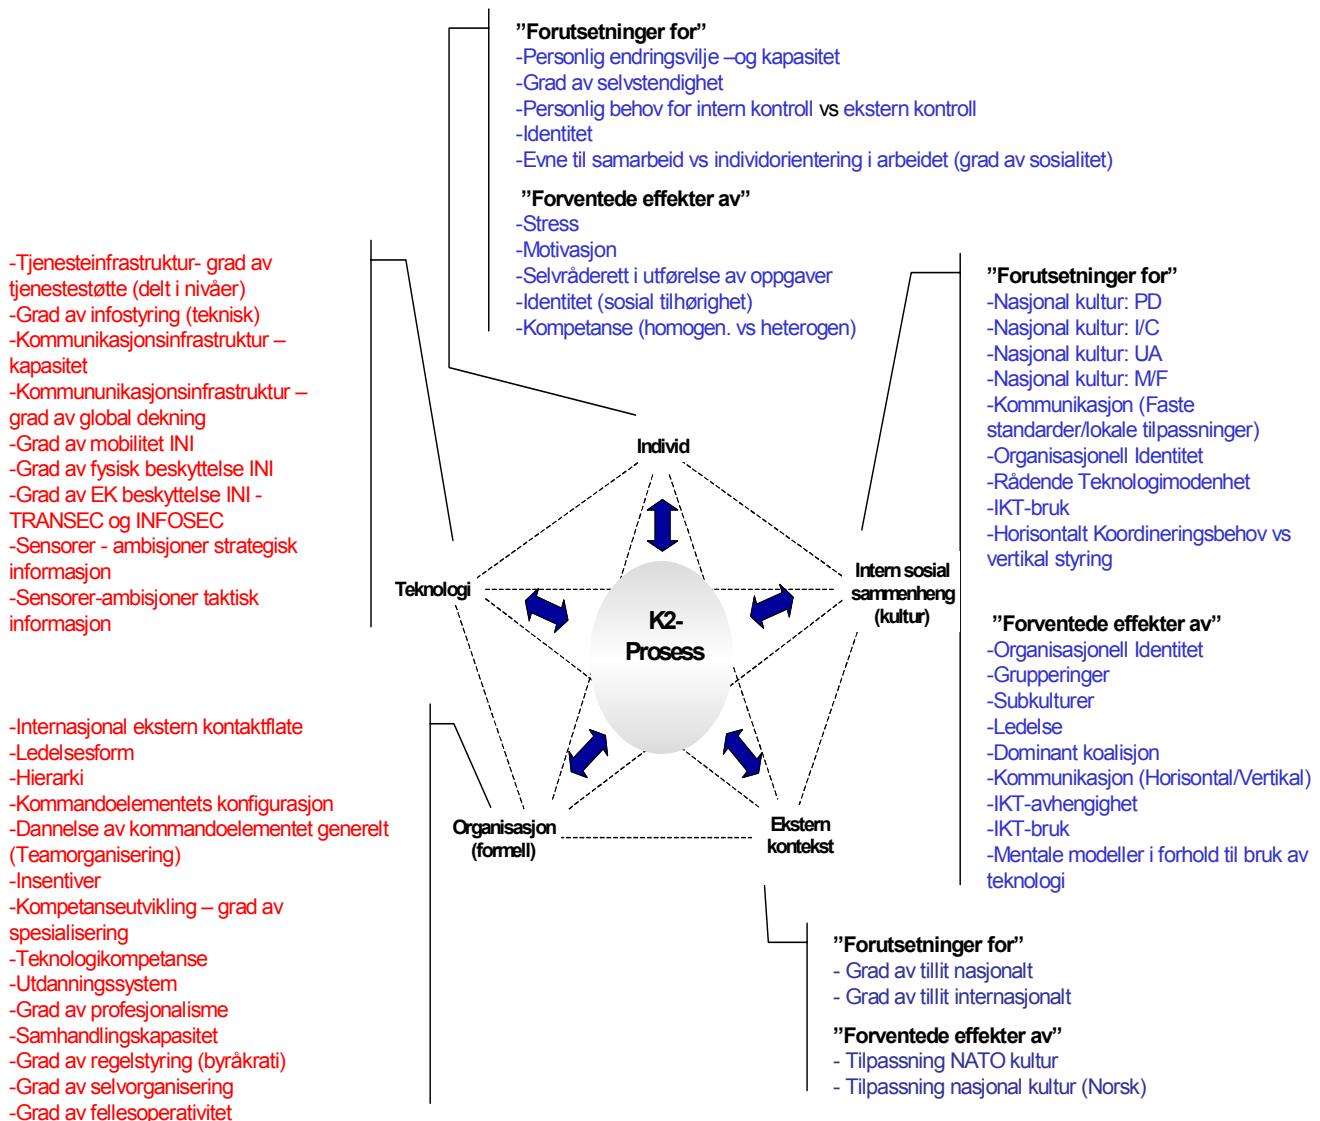 ”Forutsetninger for”
-Personlig endringsvilje –og kapasitet
-Grad av selvstendighet
-Personlig behov for intern kontroll vs ekstern kontroll
-Identitet
-Evne til samarbeid vs individorientering i arbeidet (grad av sosialitet)
”Forventede effekter av”
-Stress
-Motivasjon
-Selvråderett i utførelse av oppgaver
-Identitet (sosial tilhørighet)
-Kompetanse (homogen. vs heterogen)
-Tjenesteinfrastruktur- grad av
tjenestestøtte (delt i nivåer)
-Grad av infostyring (teknisk)
-Kommunikasjonsinfrastruktur –
kapasitet
-Kommununikasjonsinfrastruktur –
grad av global dekning
-Grad av mobilitet INI
-Grad av fysisk beskyttelse INI
-Grad av EK beskyttelse INI -
TRANSEC og INFOSEC
-Sensorer - ambisjoner strategisk
informasjon
-Sensorer-ambisjoner taktisk
informasjon
”Forutsetninger for”
-Nasjonal kultur: PD
-Nasjonal kultur: I/C
-Nasjonal kultur: UA
-Nasjonal kultur: M/F
-Kommunikasjon (Faste
standarder/lokale tilpassninger)
-Organisasjonell Identitet
-Rådende Teknologimodenhet
-IKT-bruk
-Horisontalt Koordineringsbehov vs
vertikal styring
”Forventede effekter av”
-Organisasjonell Identitet
-Grupperinger
-Subkulturer
-Ledelse
-Dominant koalisjon
-Kommunikasjon (Horisontal/Vertikal)
-IKT-avhengighet
-IKT-bruk
-Mentale modeller i forhold til bruk av
teknologi
Individ
Teknologi
Intern sosial
sammenheng
(kultur)
K2-
Prosess
Organisasjon
(formell)
Ekstern
kontekst
-Internasjonal ekstern kontaktflate
-Ledelsesform
-Hierarki
-Kommandoelementets konfigurasjon
-Dannelse av kommandoelementet generelt
(Teamorganisering)
-Insentiver
-Kompetanseutvikling – grad av
spesialisering
-Teknologikompetanse
-Utdanningssystem
-Grad av profesjonalisme
-Samhandlingskapasitet
-Grad av regelstyring (byråkrati)
-Grad av selvorganisering
-Grad av fellesoperativitet
”Forutsetninger for”
- Grad av tillit nasjonalt
- Grad av tillit internasjonalt
”Forventede effekter av”
- Tilpassning NATO kultur
- Tilpassning nasjonal kultur (Norsk)